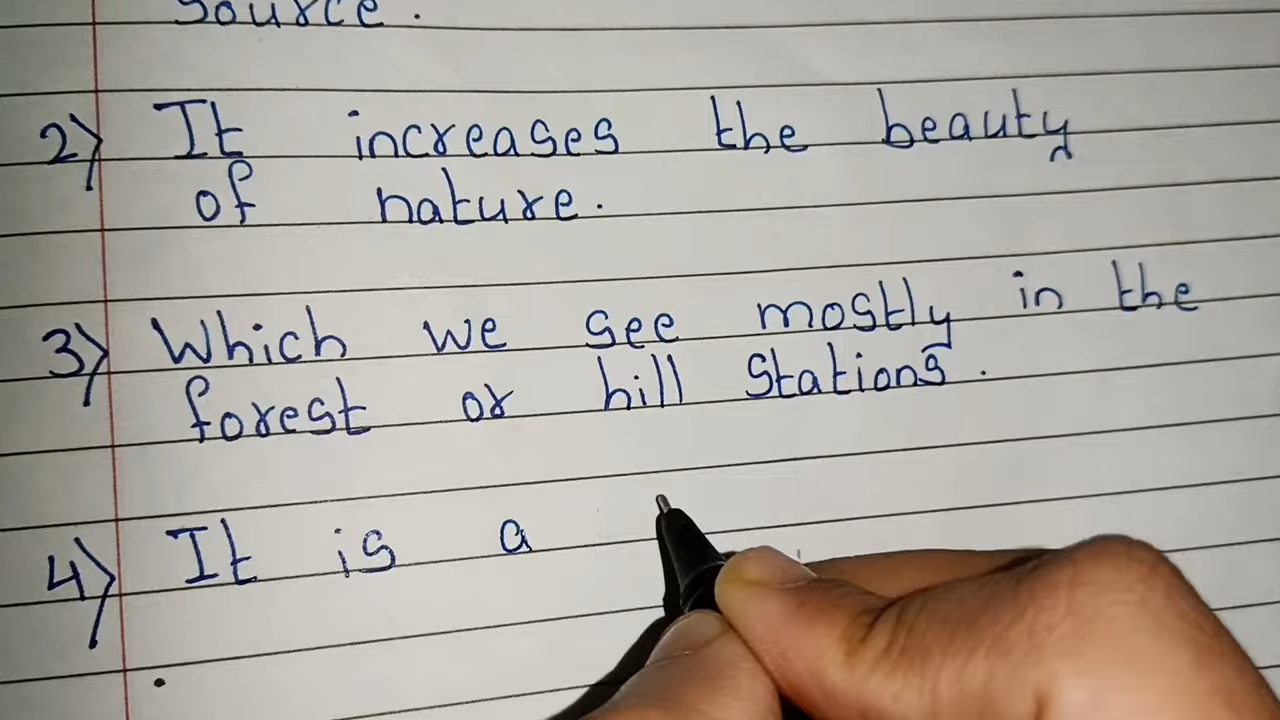 Source.
2) It increases the beauty
of nature.
3) Which we see mostly in the
forest or hill stations.
4) It is a